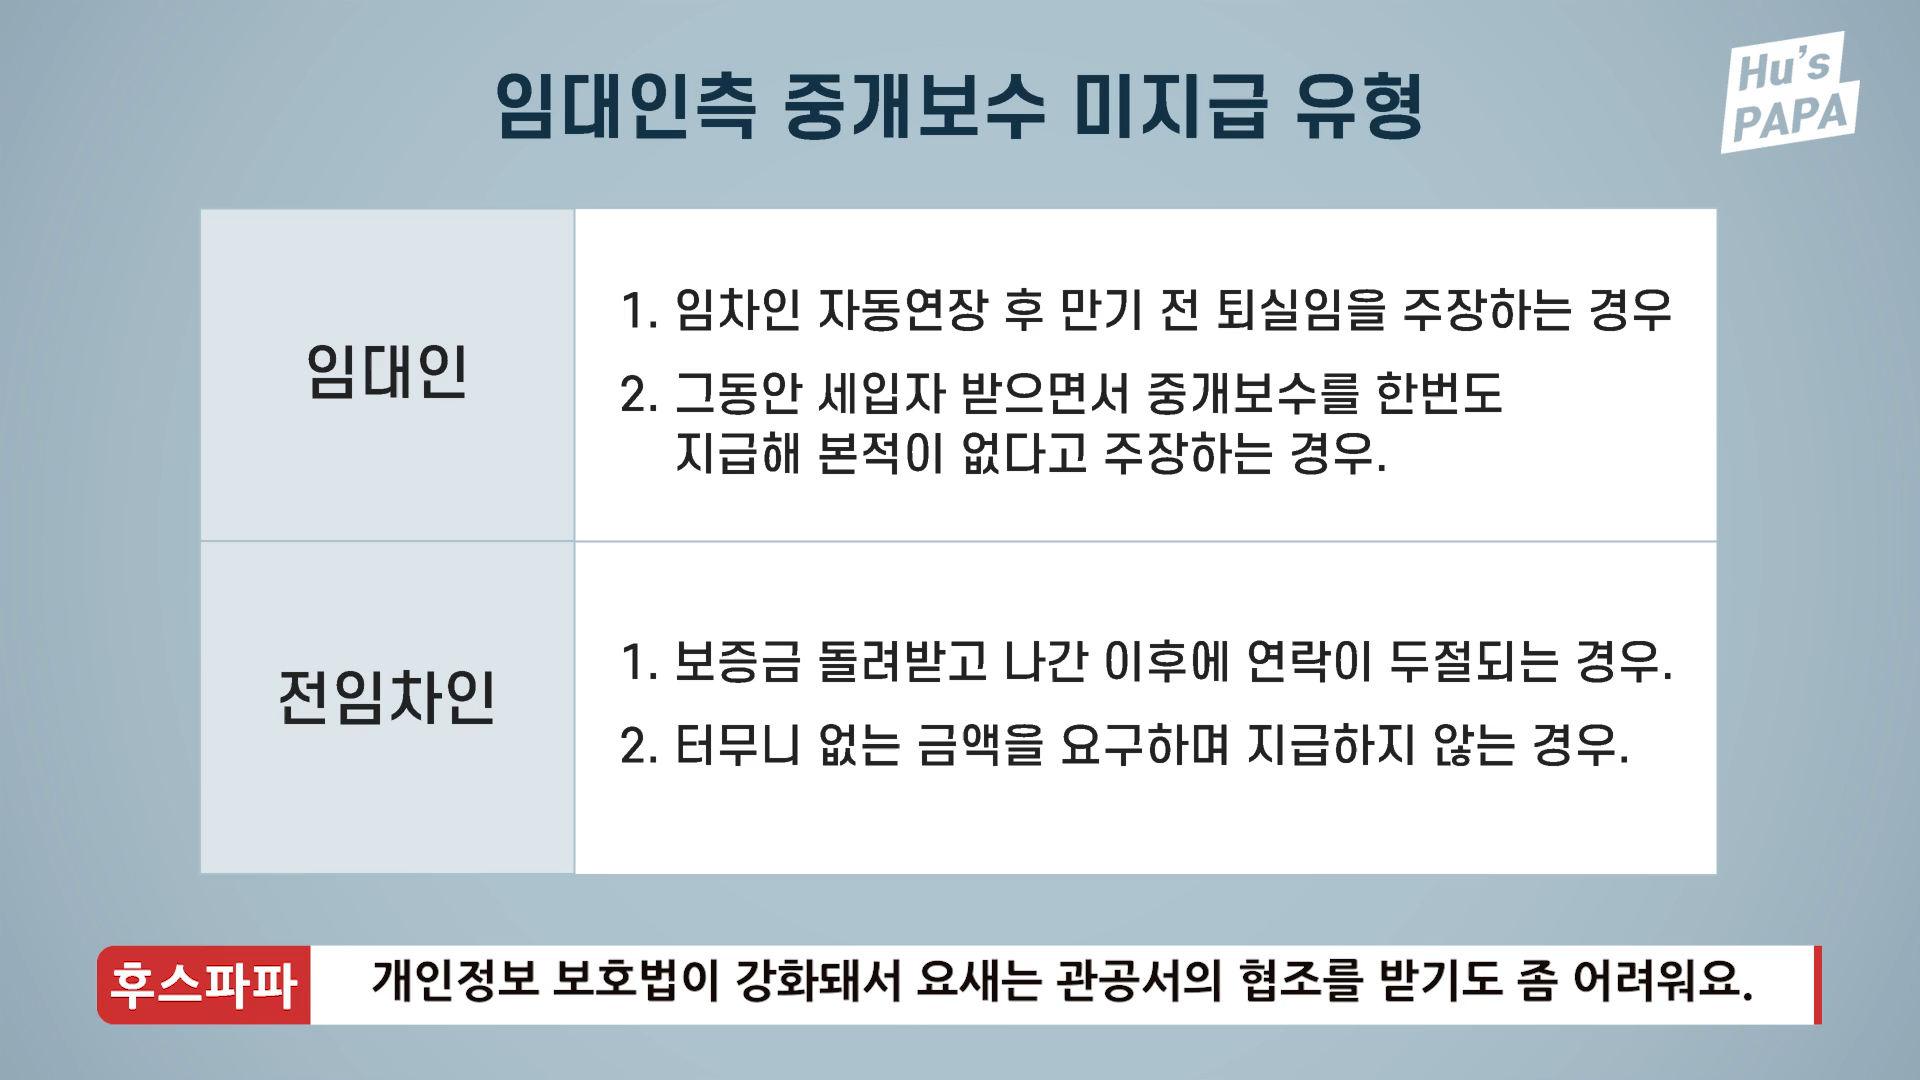 임대인측 중개보수 미지급 유형
Hu's
PAPA
임대인
1. 임차인 자동연장 후 만기 전 퇴실임을 주장하는 경우
2. 그동안 세입자 받으면서 중개보수를 한번도
지급해 본적이 없다고 주장하는 경우.
전임차인
1. 보증금 돌려받고 나간 이후에 연락이 두절되는 경우.
2. 터무니 없는 금액을 요구하며 지급하지 않는 경우.
후스파파
개인정보 보호법이 강화돼서 요새는 관공서의 협조를 받기도 좀 어려워요.